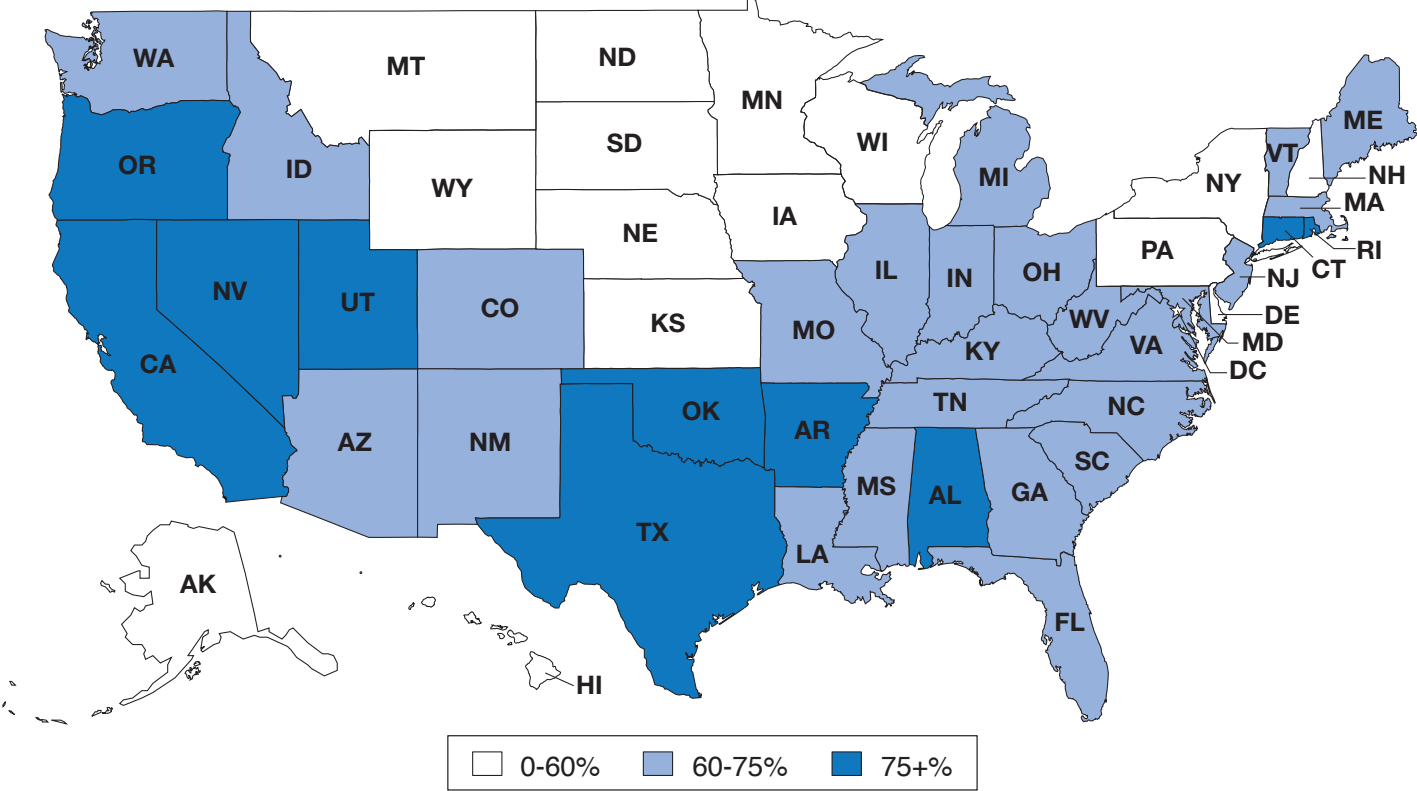 WA
MT
ND
MN
ME
OR
ID
SD
WI
MI
VT
NY
NH
MA
WY
IA
NE
PA
RI
CT
NV
UT
CO
IL
IN
OH
NJ
KS
MO
WV
DE
MD
VA
DC
CA
KY
AZ
NM
OK
AR
TN
NC
SC
MS
AL
GA
TX
LA
AK
FL
HI
0-60% 60-75% 75+%